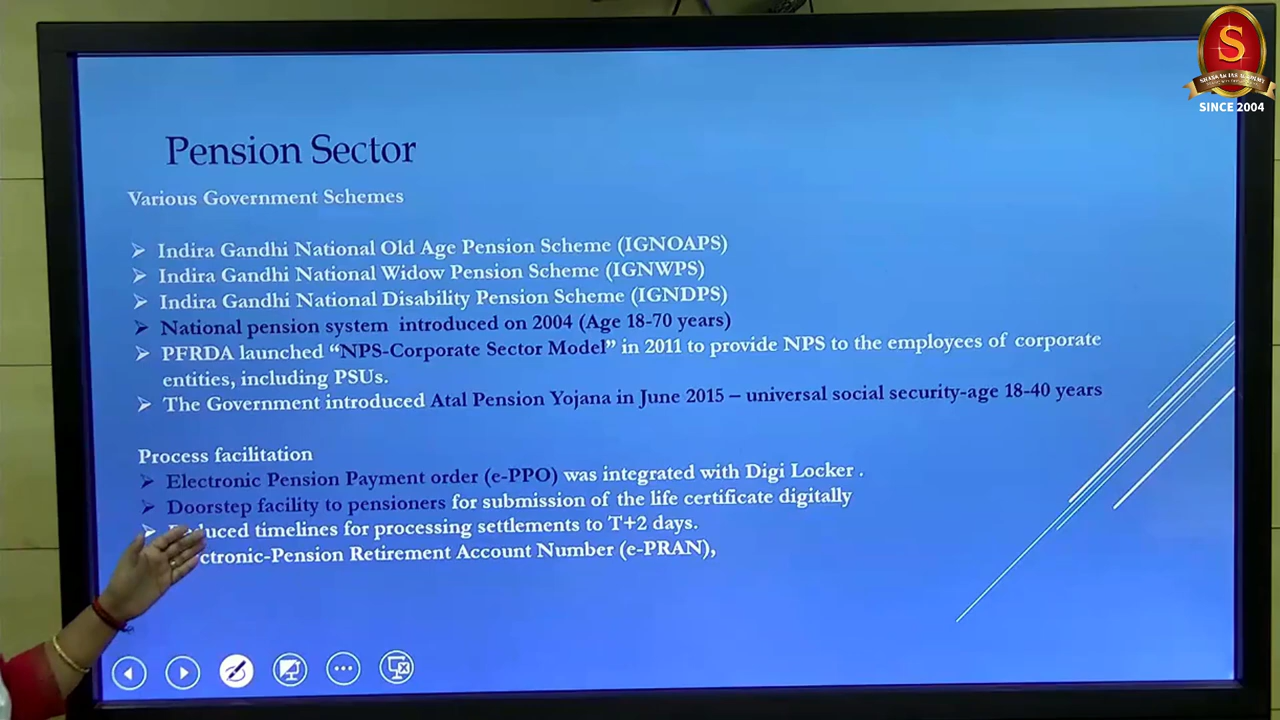 S
SHANKAR IAS ACADEMY
SINCE 2004
Pension Sector
Various Government Schemes
➢ Indira Gandhi National Old Age Pension Scheme (IGNOAPS)
➢ Indira Gandhi National Widow Pension Scheme (IGNWPS)
➢ Indira Gandhi National Disability Pension Scheme (IGNDPS)
➢ National pension system introduced on 2004 (Age 18-70 years)
➢ PFRDA launched “NPS-Corporate Sector Model” in 2011 to provide NPS to the employees of corporate
entities, including PSUs.
➢ The Government introduced Atal Pension Yojana in June 2015 – universal social security-age 18-40 years
Process facilitation
➢ Electronic Pension Payment order (e-PPO) was integrated with Digi Locker .
➢ Doorstep facility to pensioners for submission of the life certificate digitally
➢ timelines for processing settlements to T+2 days.
ctronic-Pension Retirement Account Number (e-PRAN),